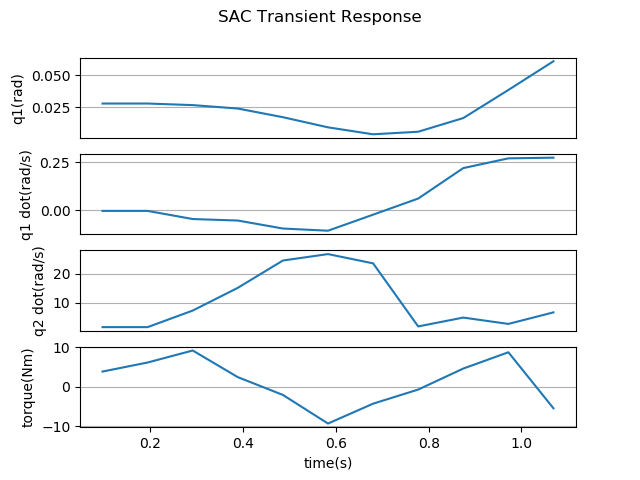 SAC Transient Response
q1(rad)
0.050
0.025
q1 dot(rad/s)
0.25
0.00
q2 dot(rad/s)
20
10
torque(Nm)
10
0
−10
0.2 0.4 0.6 0.8 1.0
time(s)